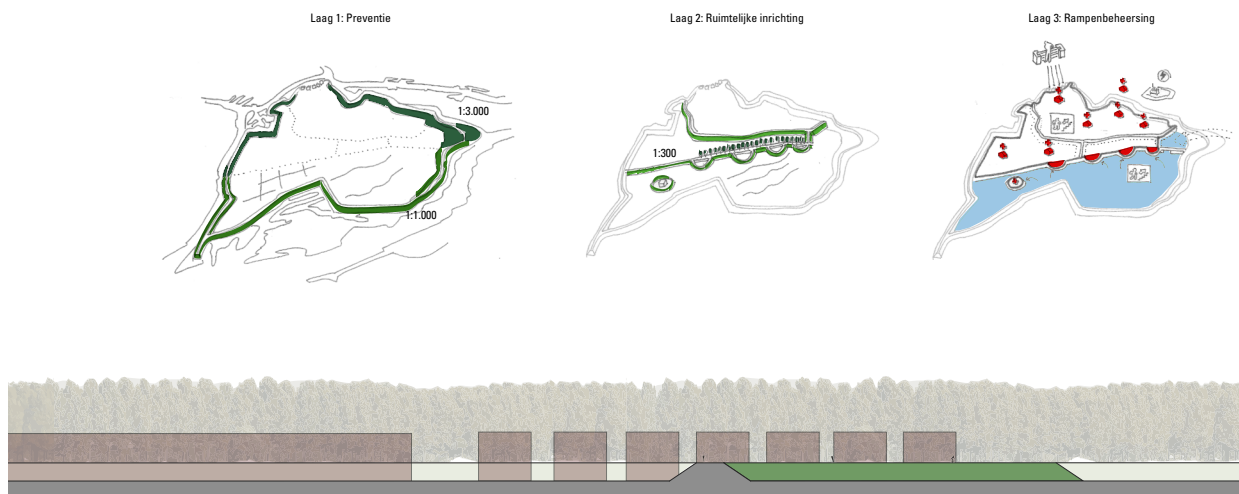 Laag 1: Preventie
Laag 2: Ruimtelijke inrichting
Laag 3: Rampenbeheersing
1:3.000
1:300
1:1.000